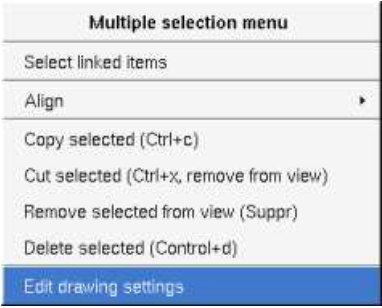 Multiple selection menu
Select linked items
Align
Copy selected (Ctrl+c)
Cut selected (Ctrl+x, remove from view)
Remove selected from view (Suppr)
Delete selected (Control+d)
Edit drawing settings